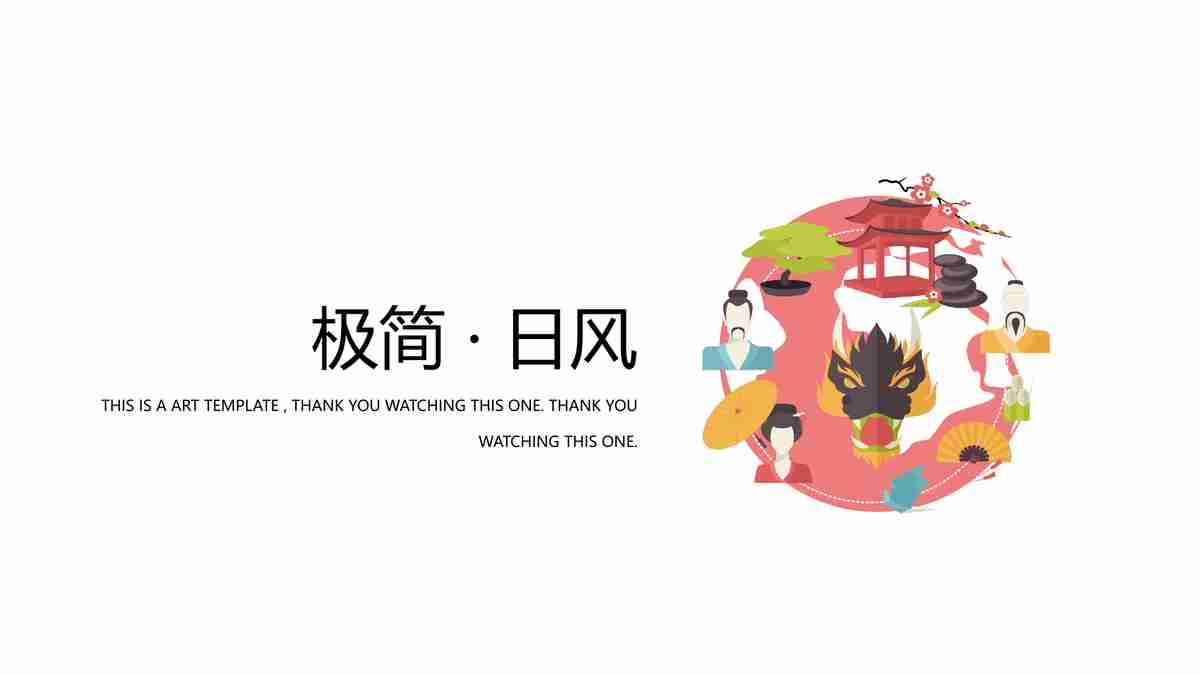 极简 · 日风
THIS IS A ART TEMPLATE , THANK YOU WATCHING THIS ONE. THANK YOU
WATCHING THIS ONE.